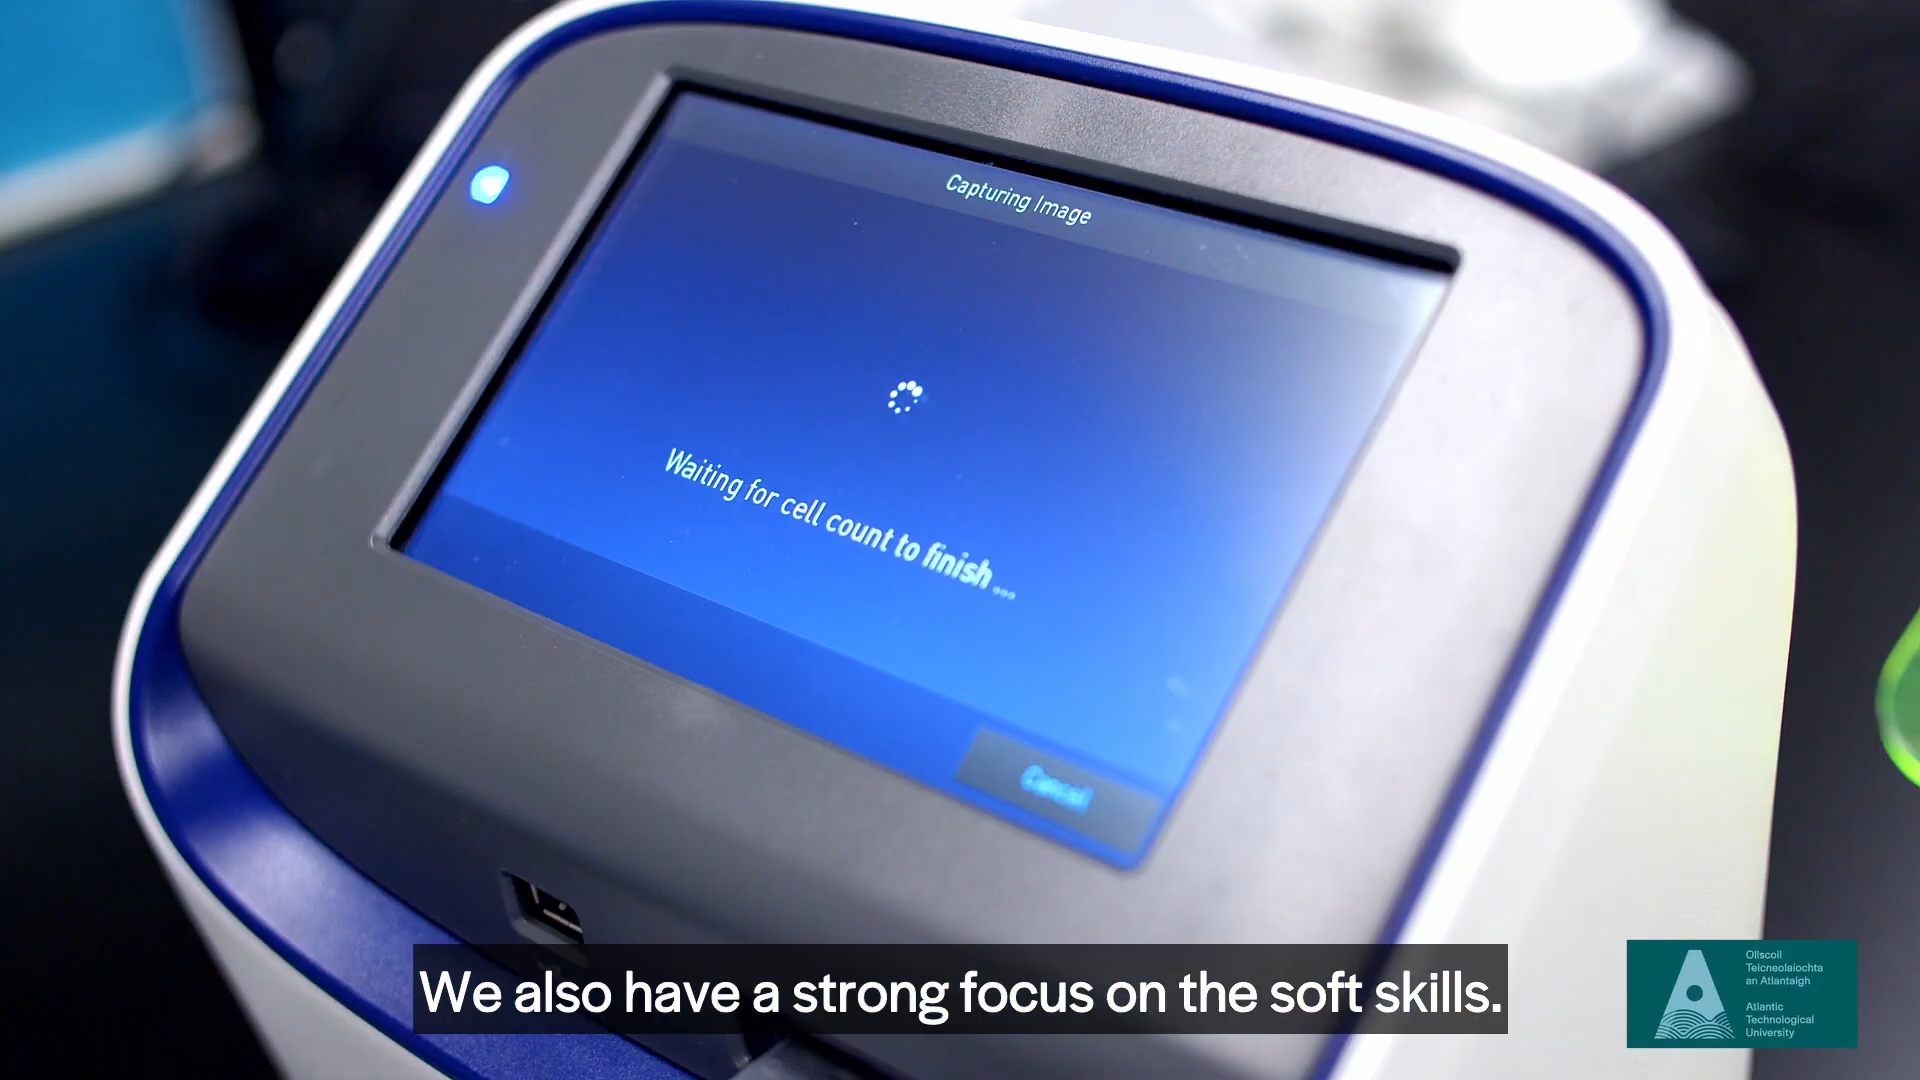 Capturing Image
Waiting for cell count to finish...
Cancel
We also have a strong focus on the soft skills.
Ollscoil
Teicneolaíochta
an Atlantaigh
Atlantic
Technological
University